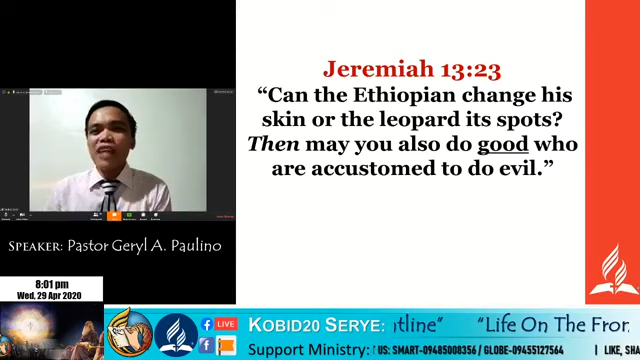 Jeremiah 13:23
“Can the Ethiopian change his
skin or the leopard its spots?
Then may you also do good who
are accustomed to do evil.”
SPEAKER: Pastor Geryl A. Paulino
8:01 pm
Wed, 29 Apr 2020
LIVE
KOBID20 SERYE:
ntline” “Life On The Fron
Support Ministry:
US: SMART-09485008356 / GLOBE-09455127564 | LIKE, SH